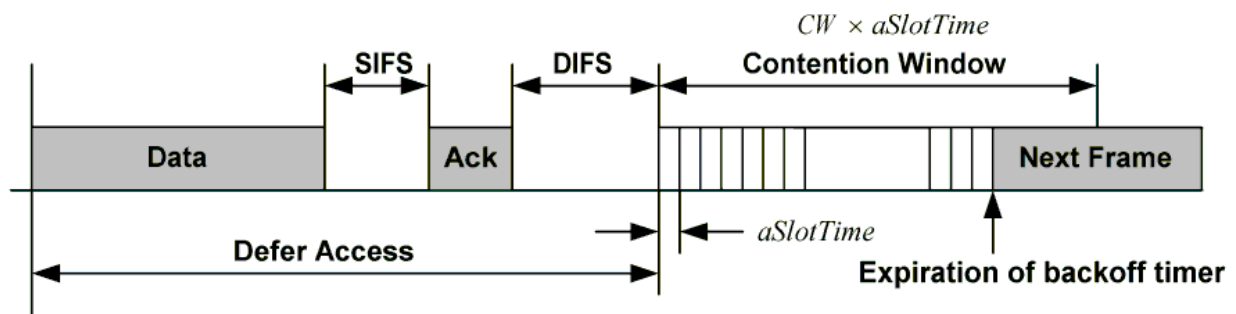 CW × aSlotTime
SIFS
DIFS
Contention Window
Data
Ack
Next Frame
aSlotTime
Defer Access
Expiration of backoff timer